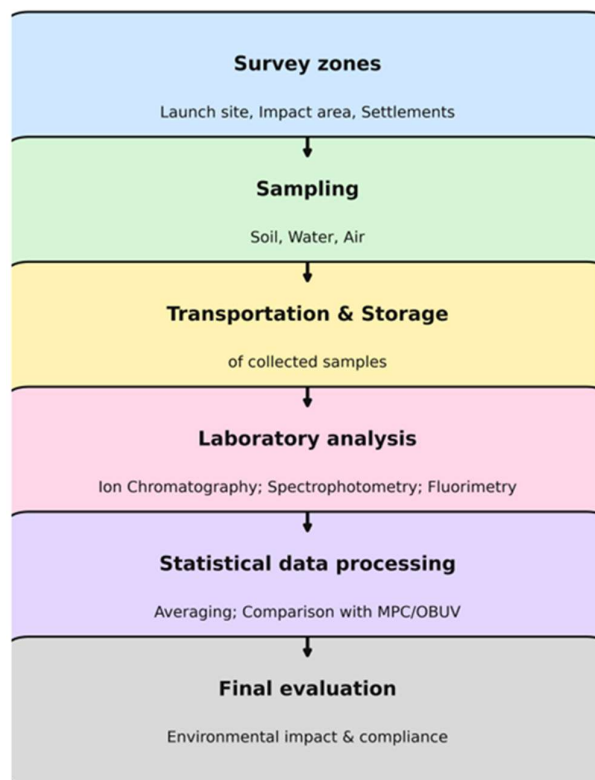 Survey zones
Launch site, Impact area, Settlements
Sampling
Soil, Water, Air
Transportation & Storage
of collected samples
Laboratory analysis
Ion Chromatography; Spectrophotometry; Fluorimetry
Statistical data processing
Averaging; Comparison with MPC/OBUV
Final evaluation
Environmental impact & compliance